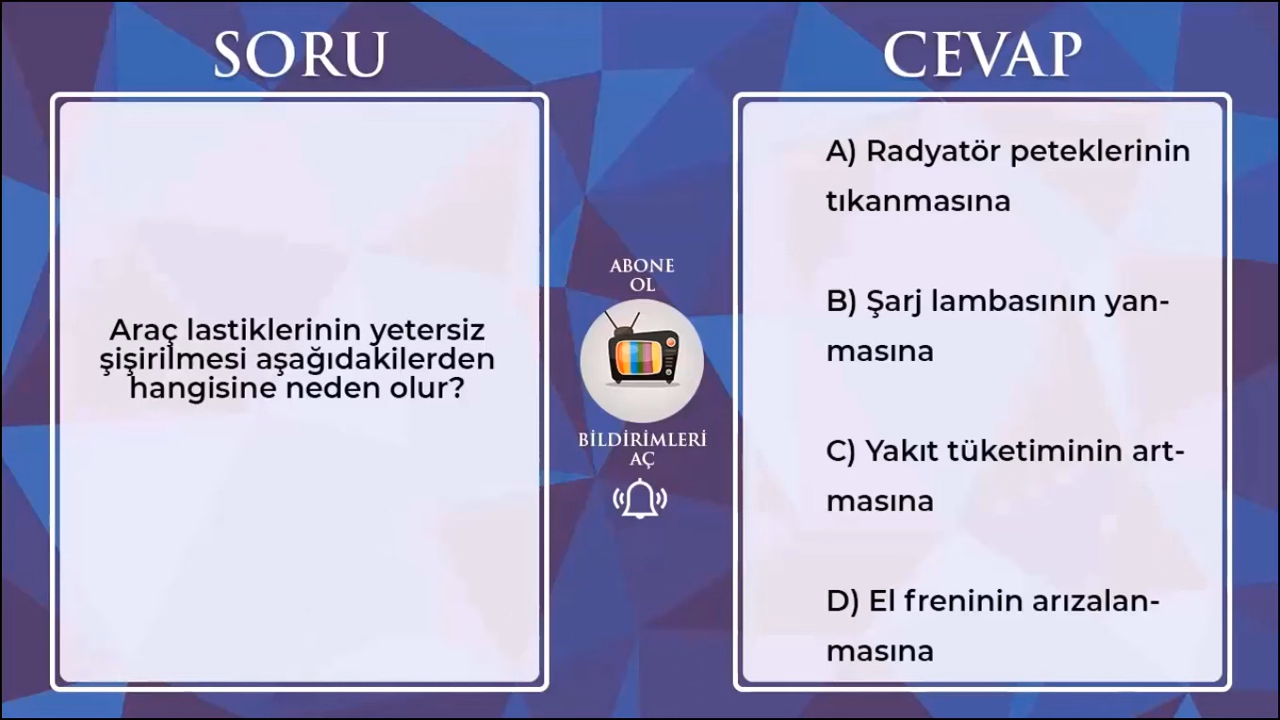 SORU
Araç lastiklerinin yetersiz
şişirilmesi aşağıdakilerden
hangisine neden olur?
ABONE
OL
BİLDİRİMLERİ
AÇ
CEVAP
A) Radyatör peteklerinin
tıkanmasına
B) Şarj lambasının yan-
masına
C) Yakıt tüketiminin art-
masına
D) El freninin arızalan-
masına